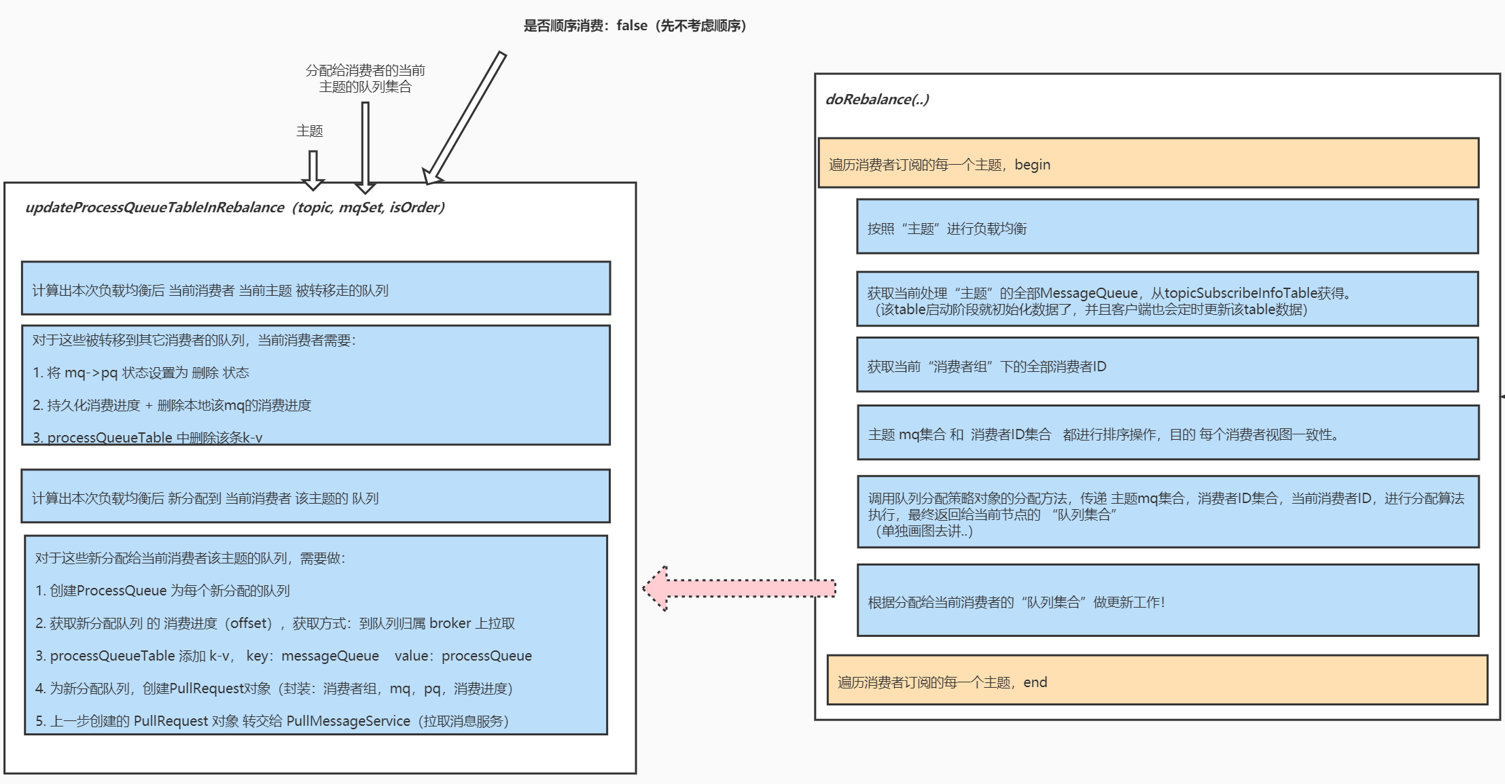 是否顺序消费：false（先不考虑顺序）
分配给消费者的当前
主题的队列集合
主题
updateProcessQueueTableInRebalance（topic, mqSet, isOrder）
计算出本次负载均衡后 当前消费者 当前主题 被转移走的队列
对于这些被转移到其它消费者的队列，当前消费者需要：
1. 将 mq->pq 状态设置为 删除 状态
2. 持久化消费进度 + 删除本地该mq的消费进度
3. processQueueTable 中删除该条k-v
计算出本次负载均衡后 新分配到 当前消费者 该主题的 队列
对于这些新分配给当前消费者该主题的队列，需要做：
1. 创建ProcessQueue 为每个新分配的队列
2. 获取新分配队列 的 消费进度（offset），获取方式：到队列归属 broker 上拉取
3. processQueueTable 添加 k-v， key：messageQueue value：processQueue
4. 为新分配队列，创建PullRequest对象（封装：消费者组，mq，pq，消费进度）
5. 上一步创建的 PullRequest 对象 转交给 PullMessageService（拉取消息服务）
doRebalance(..)
遍历消费者订阅的每一个主题，begin
按照“主题”进行负载均衡
获取当前处理“主题”的全部MessageQueue，从topicSubscribeInfoTable获得。
（该table启动阶段就初始化数据了，并且客户端也会定时更新该table数据）
获取当前“消费者组”下的全部消费者ID
主题 mq集合 和 消费者ID集合 都进行排序操作，目的 每个消费者视图一致性。
调用队列分配策略对象的分配方法，传递 主题mq集合，消费者ID集合，当前消费者ID，进行分配算法
执行，最终返回给当前节点的 “队列集合”
（单独画图去讲..）
根据分配给当前消费者的“队列集合”做更新工作！
遍历消费者订阅的每一个主题，end